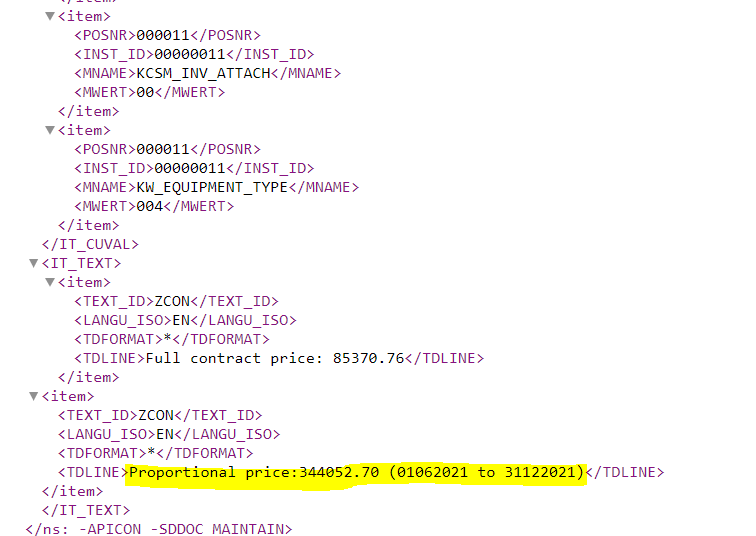 <item>
<POSNR>000011</POSNR>
<INST_ID>00000011</INST_ID>
<MNAME>KCSM_INV_ATTACH</MNAME>
<MWERT>00</MWERT>
</item>
<item>
<POSNR>000011</POSNR>
<INST_ID>00000011</INST_ID>
<MNAME>KW_EQUIPMENT_TYPE</MNAME>
<MWERT>004</MWERT>
</item>
</IT_CUVAL>
<IT_TEXT>
<item>
<TEXT_ID>ZCON</TEXT_ID>
<LANGU_ISO>EN</LANGU_ISO>
<TDFORMAT>*</TDFORMAT>
<TDLINE>Full contract price: 85370.76</TDLINE>
</item>
<item>
<TEXT_ID>ZCON</TEXT_ID>
<LANGU_ISO>EN</LANGU_ISO>
<TDFORMAT>*</TDFORMAT>
<TDLINE>Proportional price:344052.70 (01062021 to 31122021)</TDLINE>
</item>
</IT_TEXT>
</ns: -APICON -SDDOC MAINTAIN>